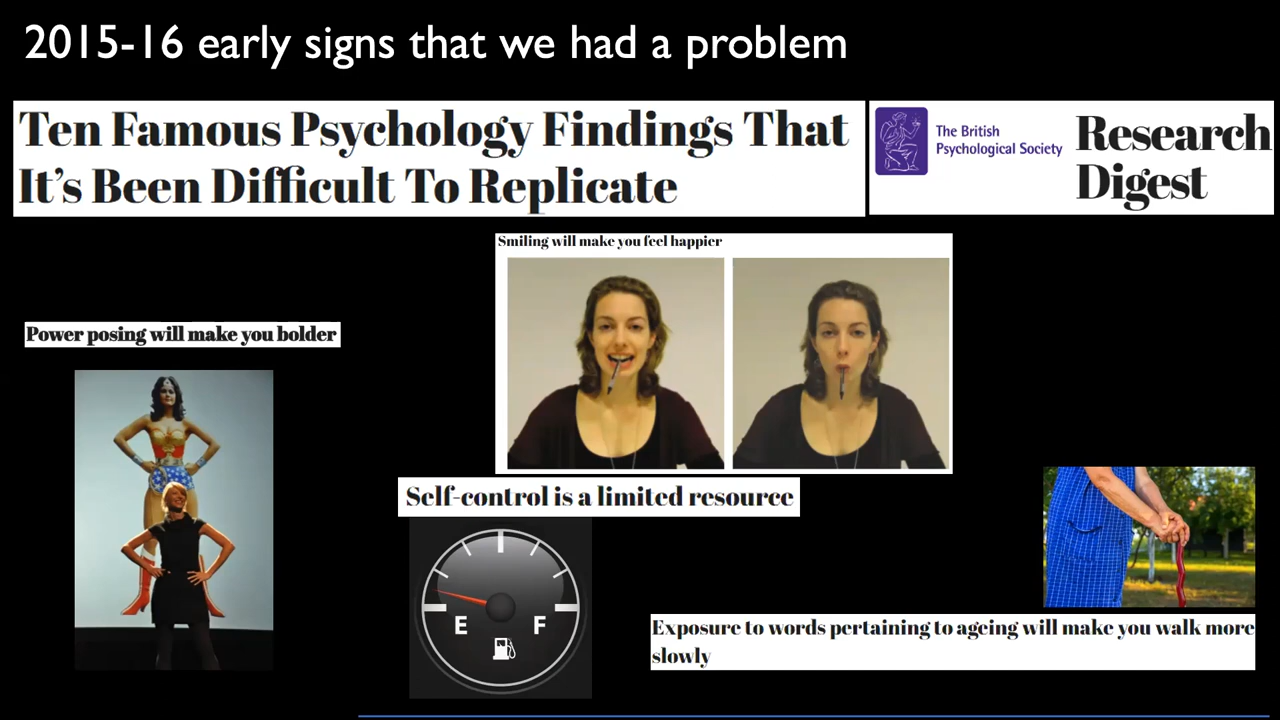 2015-16 early signs that we had a problem
Ten Famous Psychology Findings That
It's Been Difficult To Replicate
The British
Psychological Society
Research
Digest
Smiling will make you feel happier
Power posing will make you bolder
Self-control is a limited resource
E F
Exposure to words pertaining to ageing will make you walk more
slowly